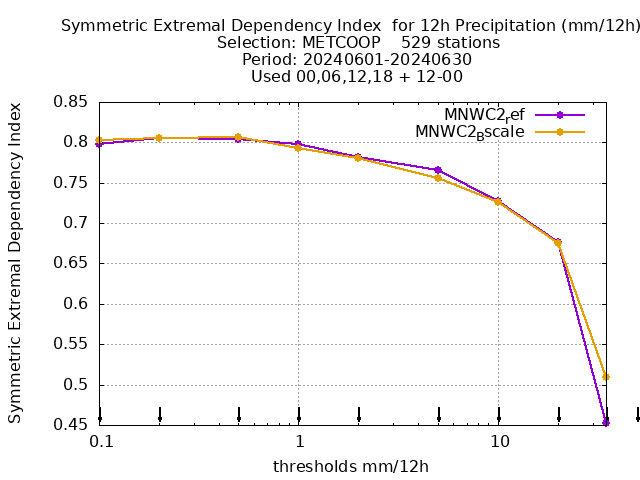 Symmetric Extremal Dependency Index  for 12h Precipitation (mm/12h)
Selection: METCOOP    529 stations
Period: 20240601-20240630
Used 00,06,12,18 + 12-00
Symmetric Extremal Dependency Index
0.85
0.8
0.75
0.7
0.65
0.6
0.55
0.5
0.45
MNWC2ref
MNWC2Bscale
0.1
1
10
thresholds mm/12h